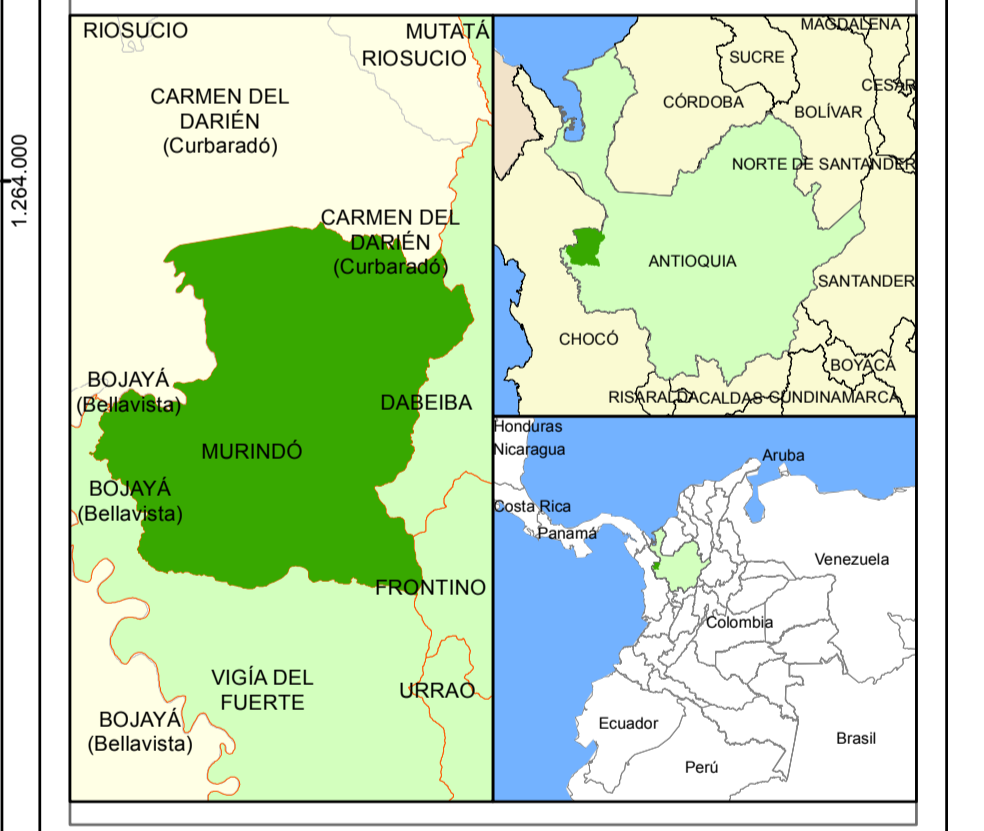 1.264.000
RIOSUCIO
MUTATÁ
RIOSUCIO
CARMEN DEL
DARIÉN
(Curbaradó)
CARMEN DEL
DARIÉN
(Curbaradó)
BOJAYÁ
(Bellavista)
DABEIBA
MURINDÓ
BOJAYÁ
(Bellavista)
FRONTINO
VIGÍA DEL
FUERTE
URRAO
BOJAYÁ
(Bellavista)
MAGDALENA
SUCRE
CESAR
CÓRDOBA
BOLÍVAR
NORTE DE SANTANDER
ANTIOQUIA
SANTANDER
CHOCÓ
BOYACÁ
RISARALDA
CALDAS
CUNDINAMARCA
Honduras
Nicaragua
Aruba
Costa Rica
Panamá
Venezuela
Colombia
Ecuador
Brasil
Perú